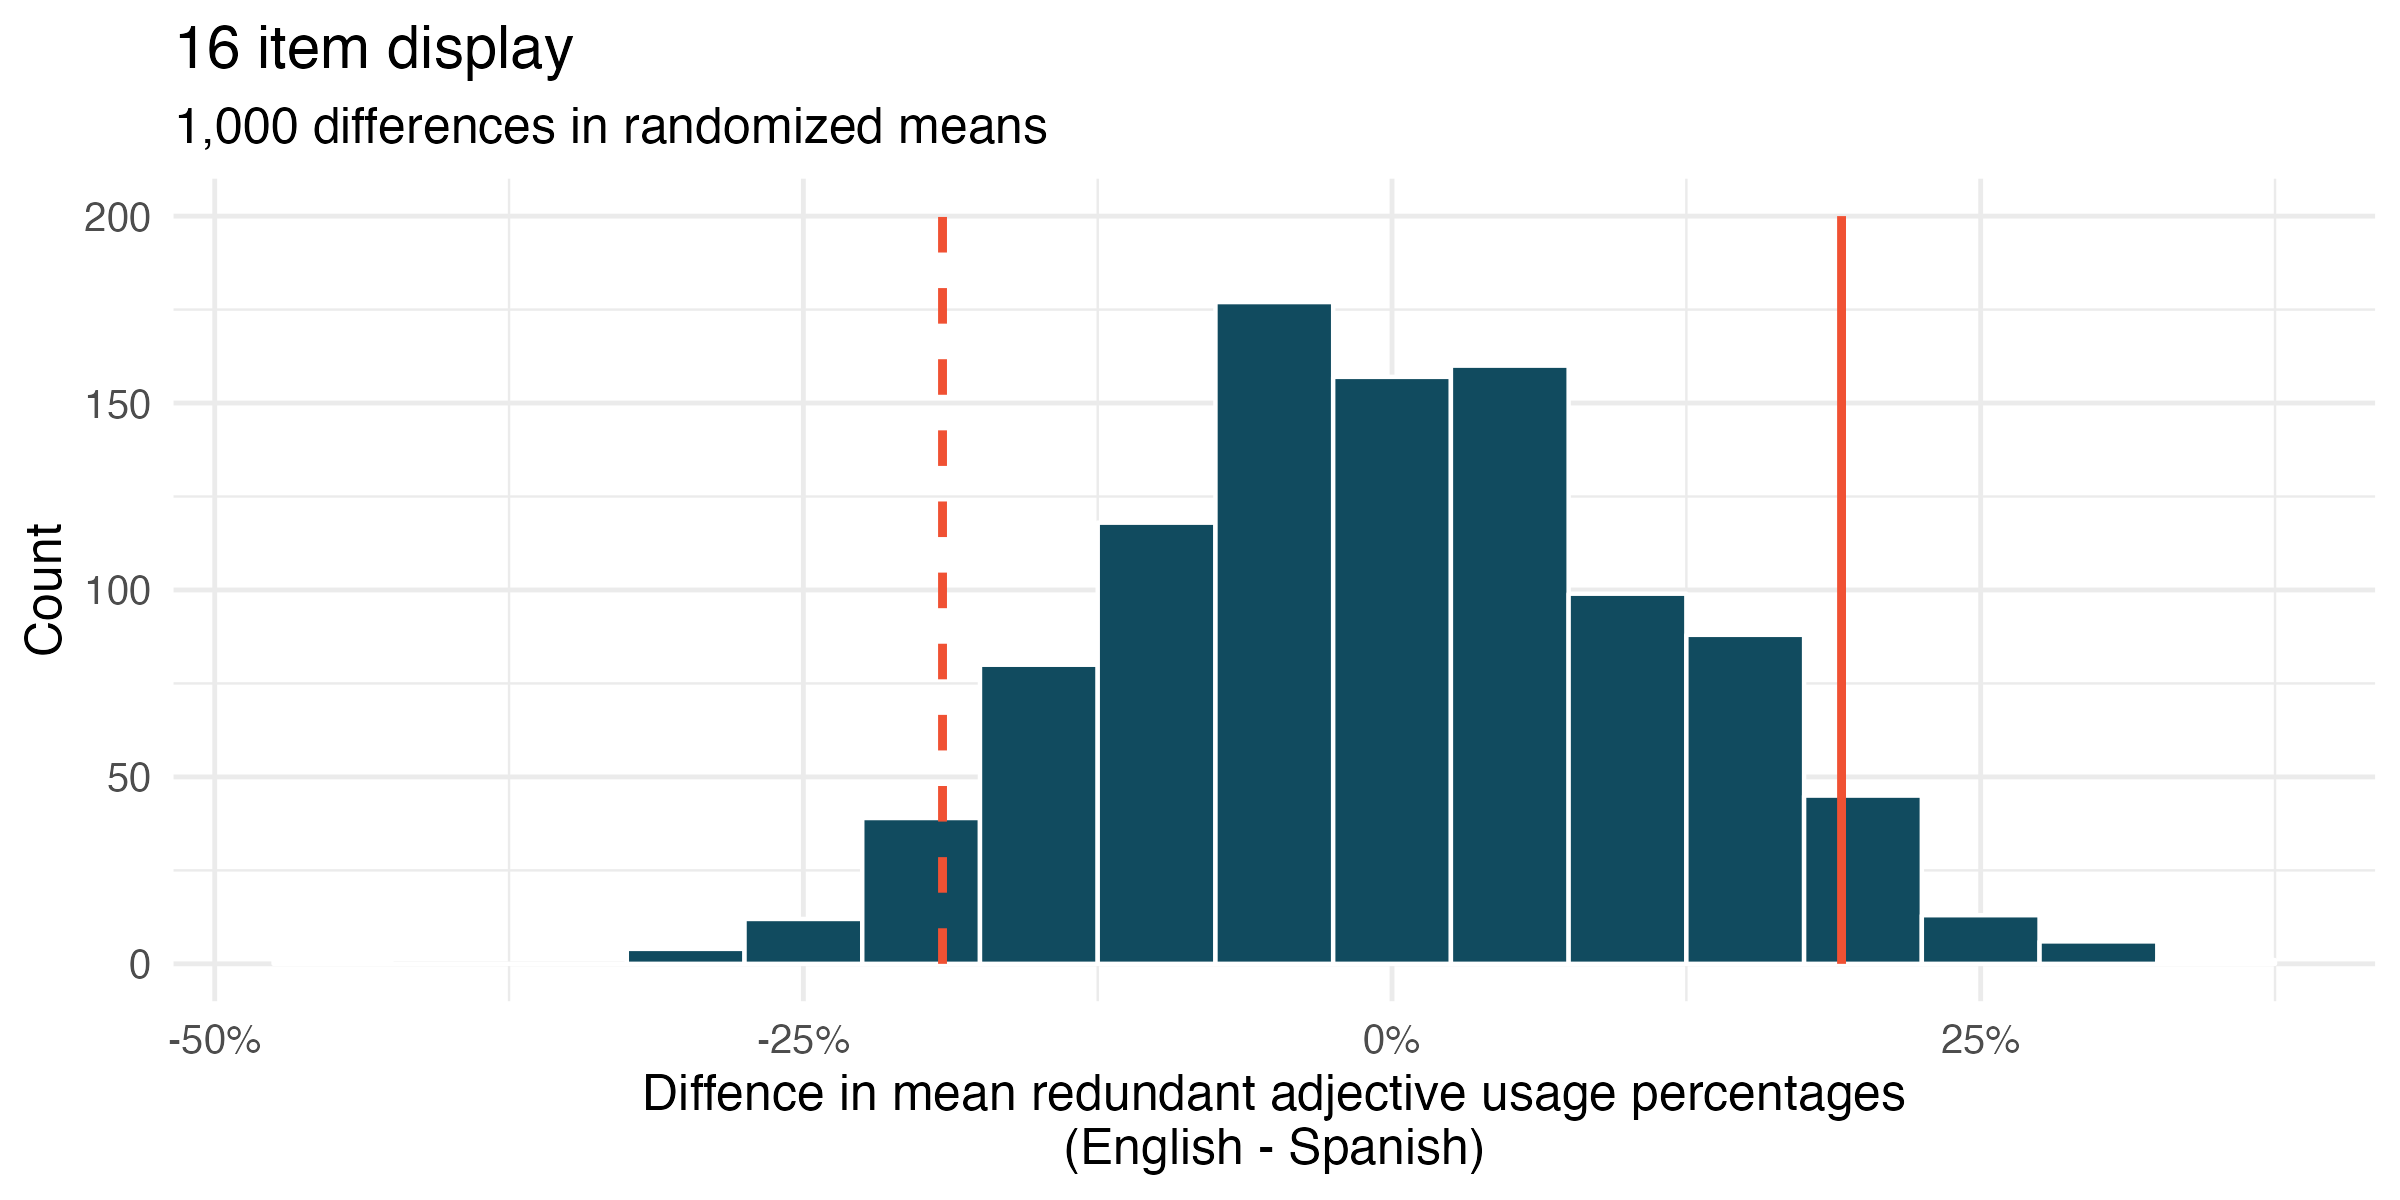 16 item display
1,000 differences in randomized means
200
150
100
50
0
Count
-50%
-25%
0%
25%
Diffence in mean redundant adjective usage percentages
(English - Spanish)